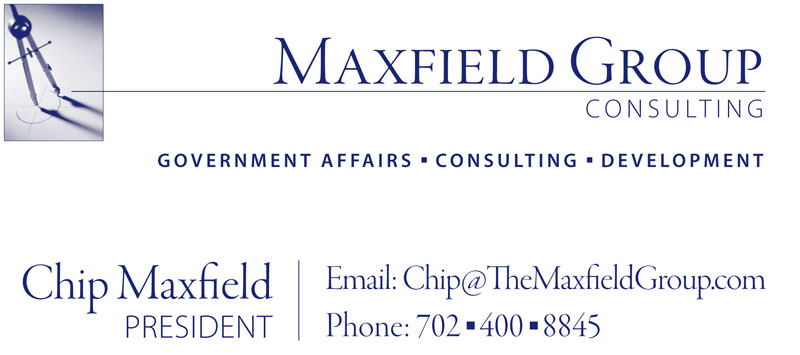 MAXFIELD GROUP
CONSULTING
GOVERNMENT AFFAIRS ▪ CONSULTING ▪ DEVELOPMENT
Chip Maxfield
PRESIDENT
Email: Chip@TheMaxfieldGroup.com
Phone: 702▪400▪8845